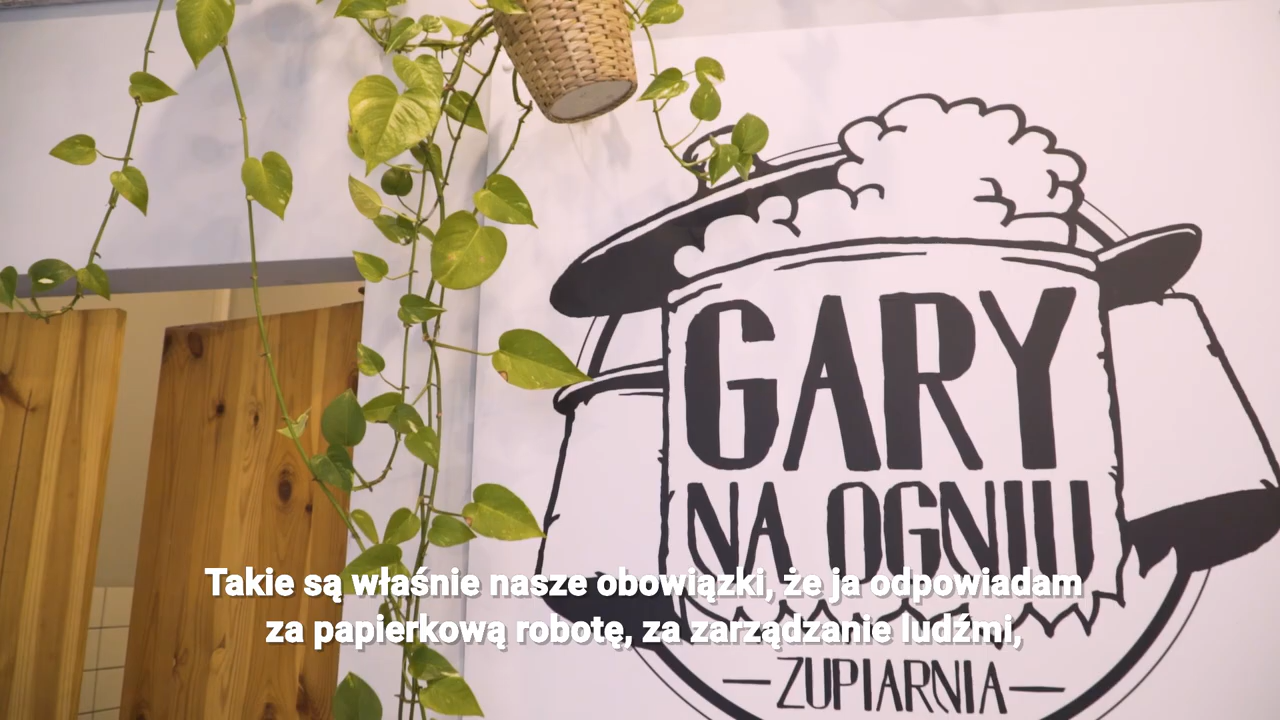 GARY
NA OGNIU
Takie są właśnie nasze obowiązki, że ja odpowiadam
za papierkową robotę, za zarządzanie ludźmi,
ZUPIARNIA